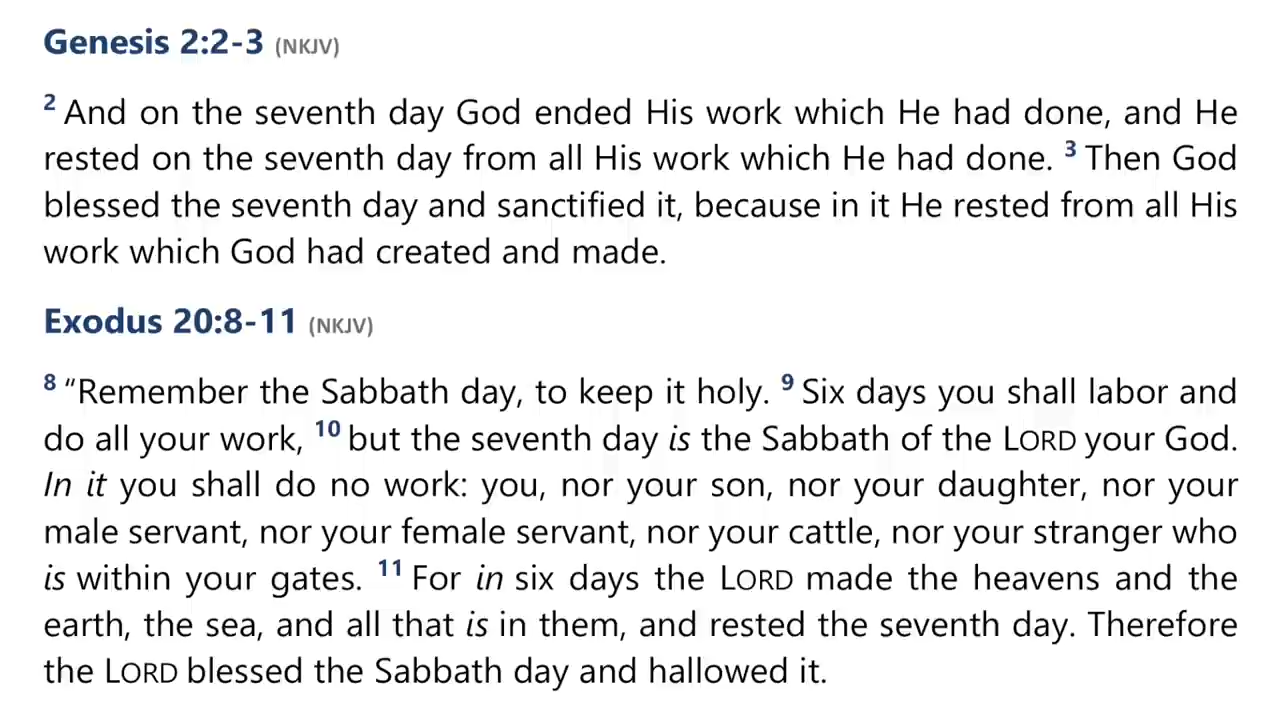 Genesis 2:2-3 (NKJV)
2 And on the seventh day God ended His work which He had done, and He
rested on the seventh day from all His work which He had done. 3 Then God
blessed the seventh day and sanctified it, because in it He rested from all His
work which God had created and made.
Exodus 20:8-11 (NKJV)
8 “Remember the Sabbath day, to keep it holy. 9 Six days you shall labor and
do all your work, 10 but the seventh day is the Sabbath of the LORD your God.
In it you shall do no work: you, nor your son, nor your daughter, nor your
male servant, nor your female servant, nor your cattle, nor your stranger who
is within your gates. 11 For in six days the LORD made the heavens and the
earth, the sea, and all that is in them, and rested the seventh day. Therefore
the LORD blessed the Sabbath day and hallowed it.